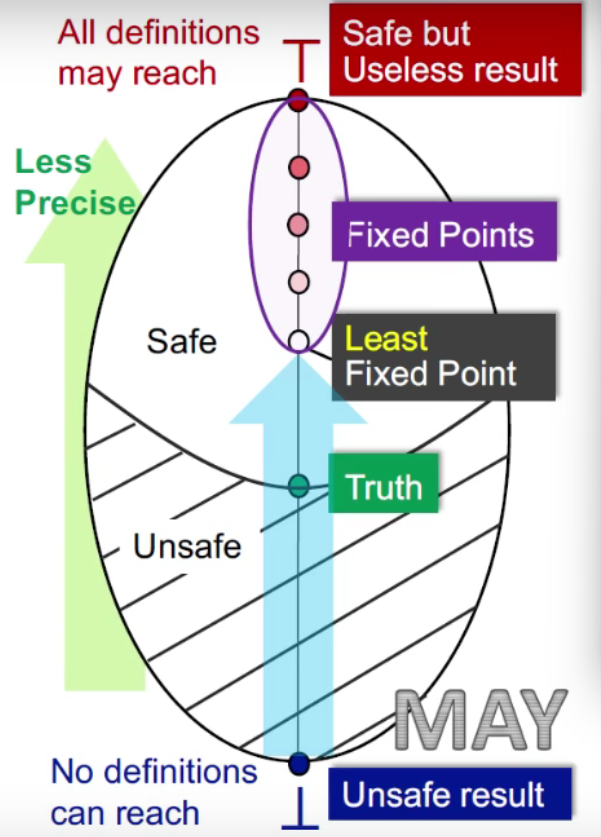 All definitions
may reach
⊤
Safe but
Useless result
Less
Precise
Fixed Points
Safe
Least
Fixed Point
Truth
Unsafe
MAY
No definitions
can reach
⊥
Unsafe result